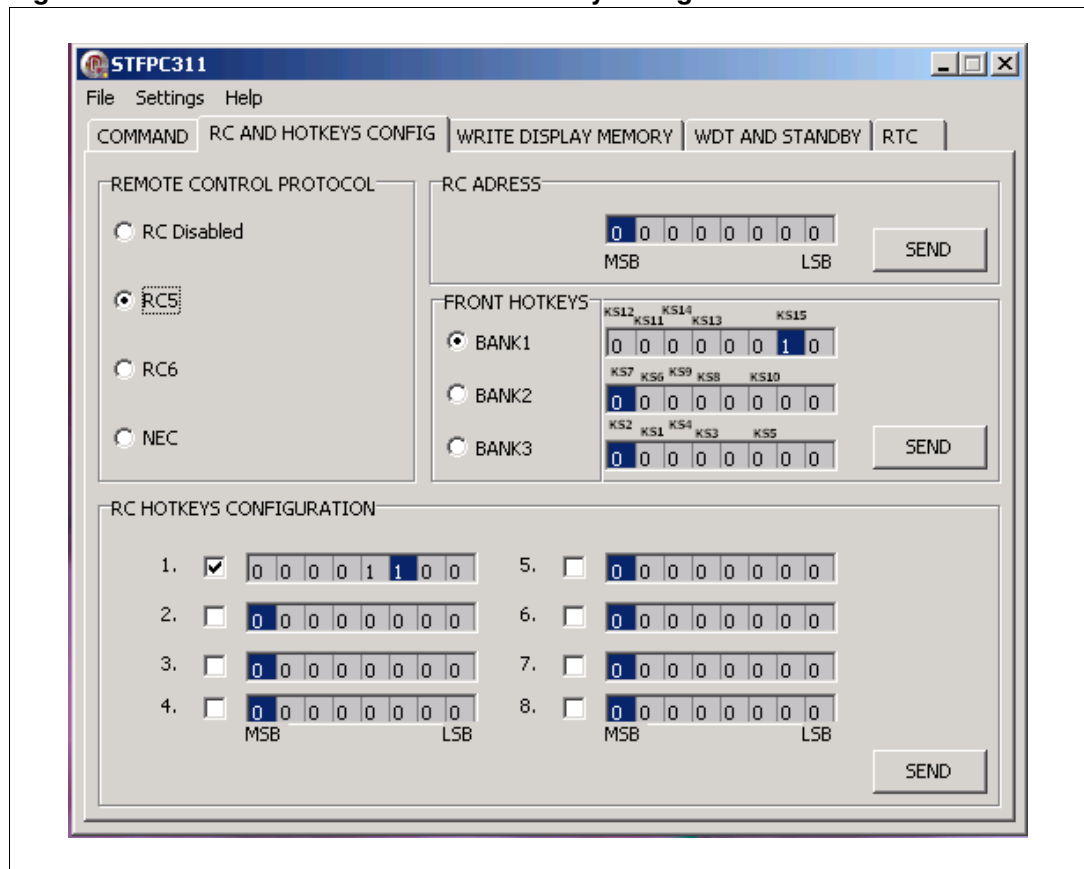 STFPC311
File Settings Help
COMMAND RC AND HOTKEYS CONFIG WRITE DISPLAY MEMORY WDT AND STANDBY RTC
REMOTE CONTROL PROTOCOL
RC Disabled
RC5
RC6
NEC
RC ADRESS
0 0 0 0 0 0 0 0
MSB LSB
SEND
FRONT HOTKEYS
BANK1
BANK2
BANK3
KS12 KS11 KS14 KS13 KS15
0 0 0 0 0 0 1 0
KS7 KS6 KS9 KS8 KS10
0 0 0 0 0 0 0 0
KS2 KS1 KS4 KS3 KS5
0 0 0 0 0 0 0 0
SEND
RC HOTKEYS CONFIGURATION
1. 0 0 0 0 1 1 0 0
2. 0 0 0 0 0 0 0 0
3. 0 0 0 0 0 0 0 0
4. 0 0 0 0 0 0 0 0
MSB LSB
5. 0 0 0 0 0 0 0 0
6. 0 0 0 0 0 0 0 0
7. 0 0 0 0 0 0 0 0
8. 0 0 0 0 0 0 0 0
MSB LSB
SEND